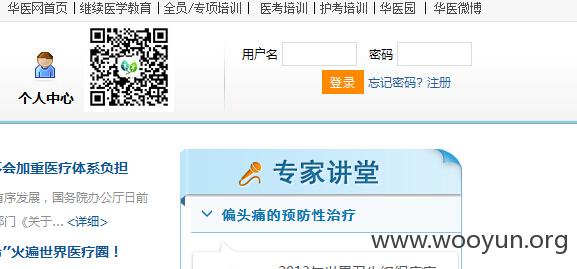 华医网首页 | 继续医学教育 | 全员/专项培训 | 医考培训 | 护考培训 | 华医园 | 华医微博
用户名 密码
登录 忘记密码? 注册
个人中心
会加重医疗体系负担
有序发展，国务院办公厅日前
部门《关于... <详细>
”火遍世界医疗圈！
专家讲堂
偏头痛的预防性治疗
www.wooyun.org